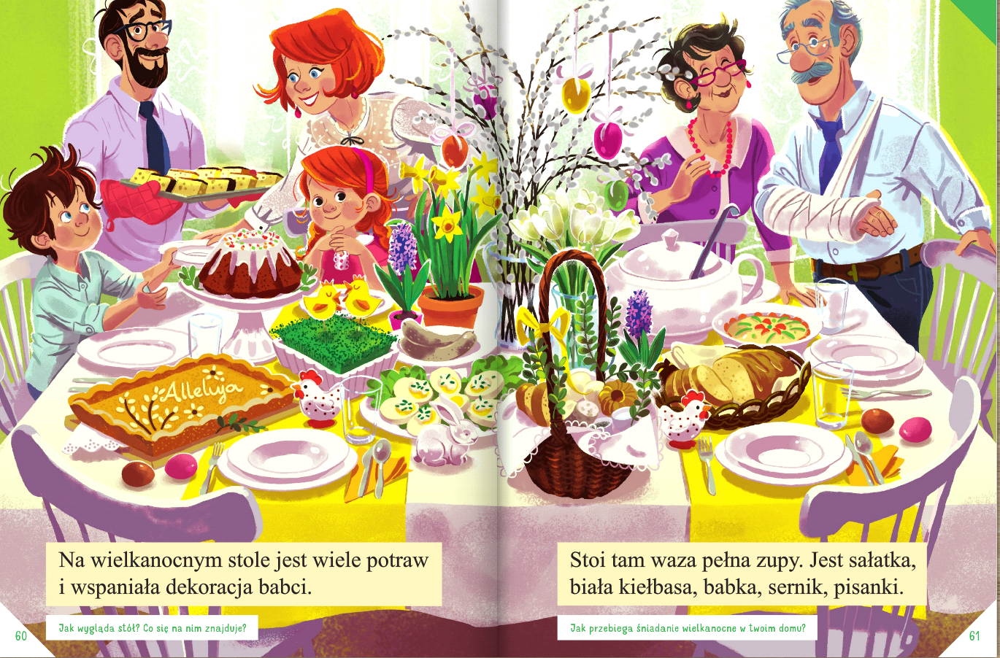 Alleluja
Na wielkanocnym stole jest wiele potraw
i wspaniała dekoracja babci.
Jak wygląda stół? Co się na nim znajduje?
60
Stoi tam waza pełna zupy. Jest sałatka,
biała kiełbasa, babka, sernik, pisanki.
Jak przebiega śniadanie wielkanocne w twoim domu?
61